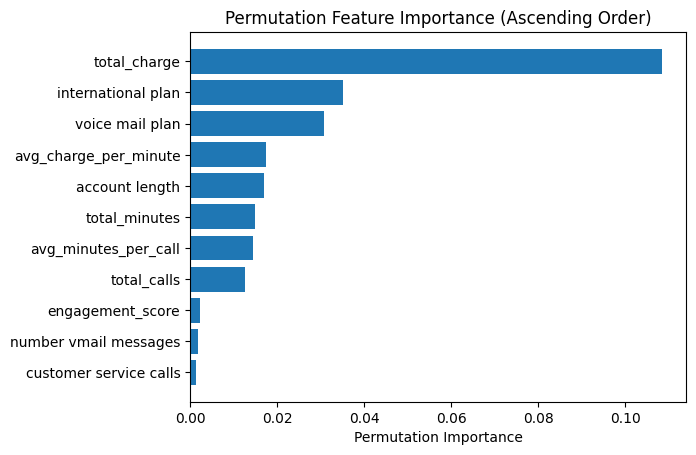 Permutation Feature Importance (Ascending Order)
total_charge
international plan
voice mail plan
avg_charge_per_minute
account length
total_minutes
avg_minutes_per_call
total_calls
engagement_score
number vmail messages
customer service calls
0.00 0.02 0.04 0.06 0.08 0.10
Permutation Importance